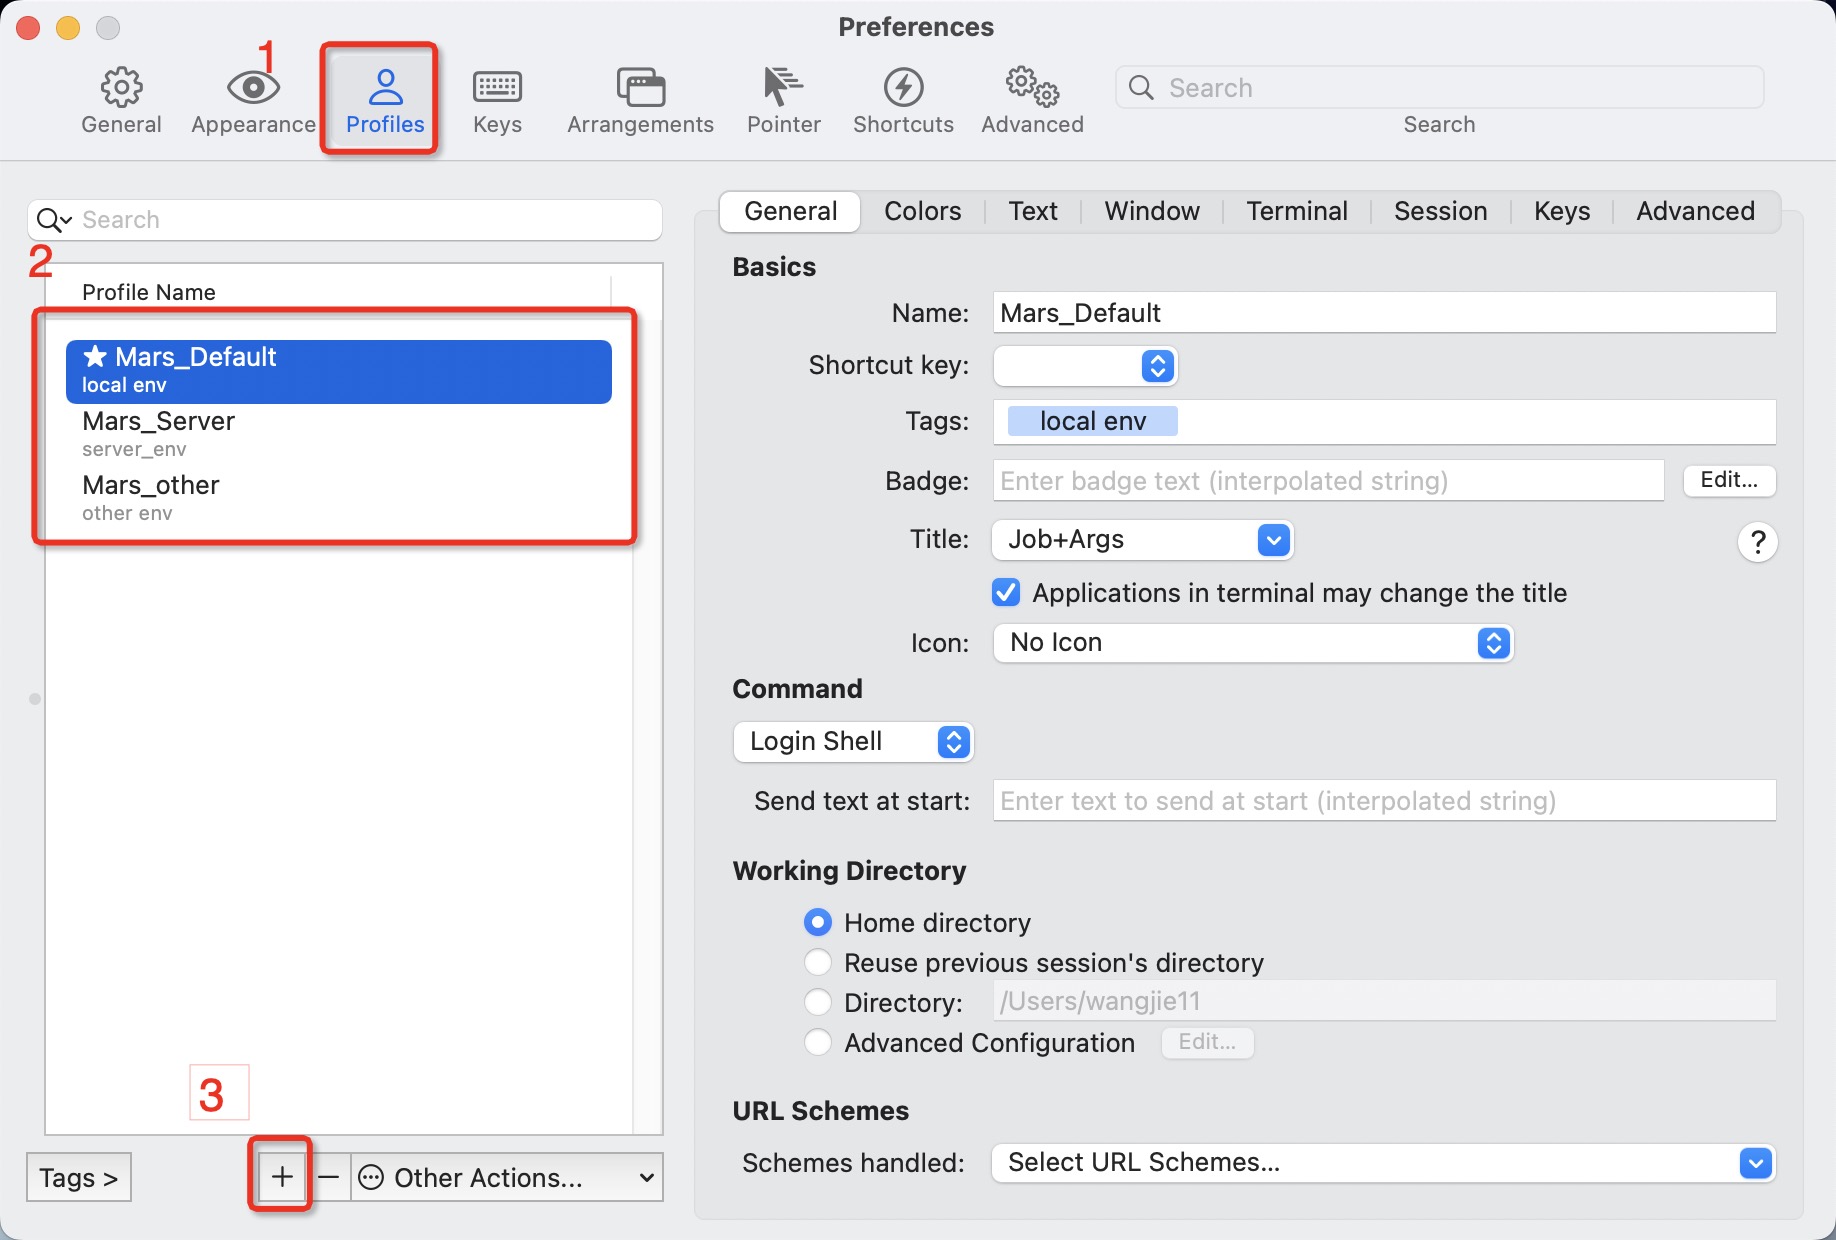 Preferences
1
General
Appearance
Profiles
Keys
Arrangements
Pointer
Shortcuts
Advanced
Search
Search
Search
2
Profile Name
★ Mars_Default
local env
Mars_Server
server_env
Mars_other
other env
3
Tags >
+
−
Other Actions...
General
Colors
Text
Window
Terminal
Session
Keys
Advanced
Basics
Name: Mars_Default
Shortcut key:
Tags: local env
Badge: Enter badge text (interpolated string) Edit...
Title: Job+Args ?
Applications in terminal may change the title
Icon: No Icon
Command
Login Shell
Send text at start: Enter text to send at start (interpolated string)
Working Directory
Home directory
Reuse previous session's directory
Directory: /Users/wangjie11
Advanced Configuration Edit...
URL Schemes
Schemes handled: Select URL Schemes...